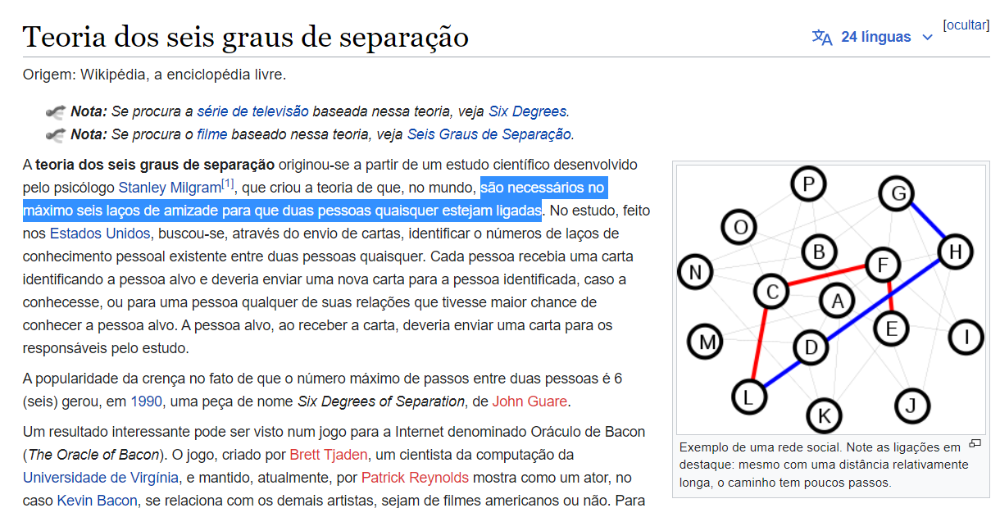 Teoria dos seis graus de separação
24 línguas
[ocultar]
Origem: Wikipédia, a enciclopédia livre.
Nota: Se procura a série de televisão baseada nessa teoria, veja Six Degrees.
Nota: Se procura o filme baseado nessa teoria, veja Seis Graus de Separação.
A teoria dos seis graus de separação originou-se a partir de um estudo científico desenvolvido
pelo psicólogo Stanley Milgram[1], que criou a teoria de que, no mundo, são necessários no
máximo seis laços de amizade para que duas pessoas quaisquer estejam ligadas. No estudo, feito
nos Estados Unidos, buscou-se, através do envio de cartas, identificar o números de laços de
conhecimento pessoal existente entre duas pessoas quaisquer. Cada pessoa recebia uma carta
identificando a pessoa alvo e deveria enviar uma nova carta para a pessoa identificada, caso a
conhecesse, ou para uma pessoa qualquer de suas relações que tivesse maior chance de
conhecer a pessoa alvo. A pessoa alvo, ao receber a carta, deveria enviar uma carta para os
responsáveis pelo estudo.
A popularidade da crença no fato de que o número máximo de passos entre duas pessoas é 6
(seis) gerou, em 1990, uma peça de nome Six Degrees of Separation, de John Guare.
Um resultado interessante pode ser visto num jogo para a Internet denominado Oráculo de Bacon
(The Oracle of Bacon). O jogo, criado por Brett Tjaden, um cientista da computação da
Universidade de Virgínia, e mantido, atualmente, por Patrick Reynolds mostra como um ator, no
caso Kevin Bacon, se relaciona com os demais artistas, sejam de filmes americanos ou não. Para
P
G
O
B
H
N
F
C
A
E
M
D
I
L
K
J
Exemplo de uma rede social. Note as ligações em
destaque: mesmo com uma distância relativamente
longa, o caminho tem poucos passos.